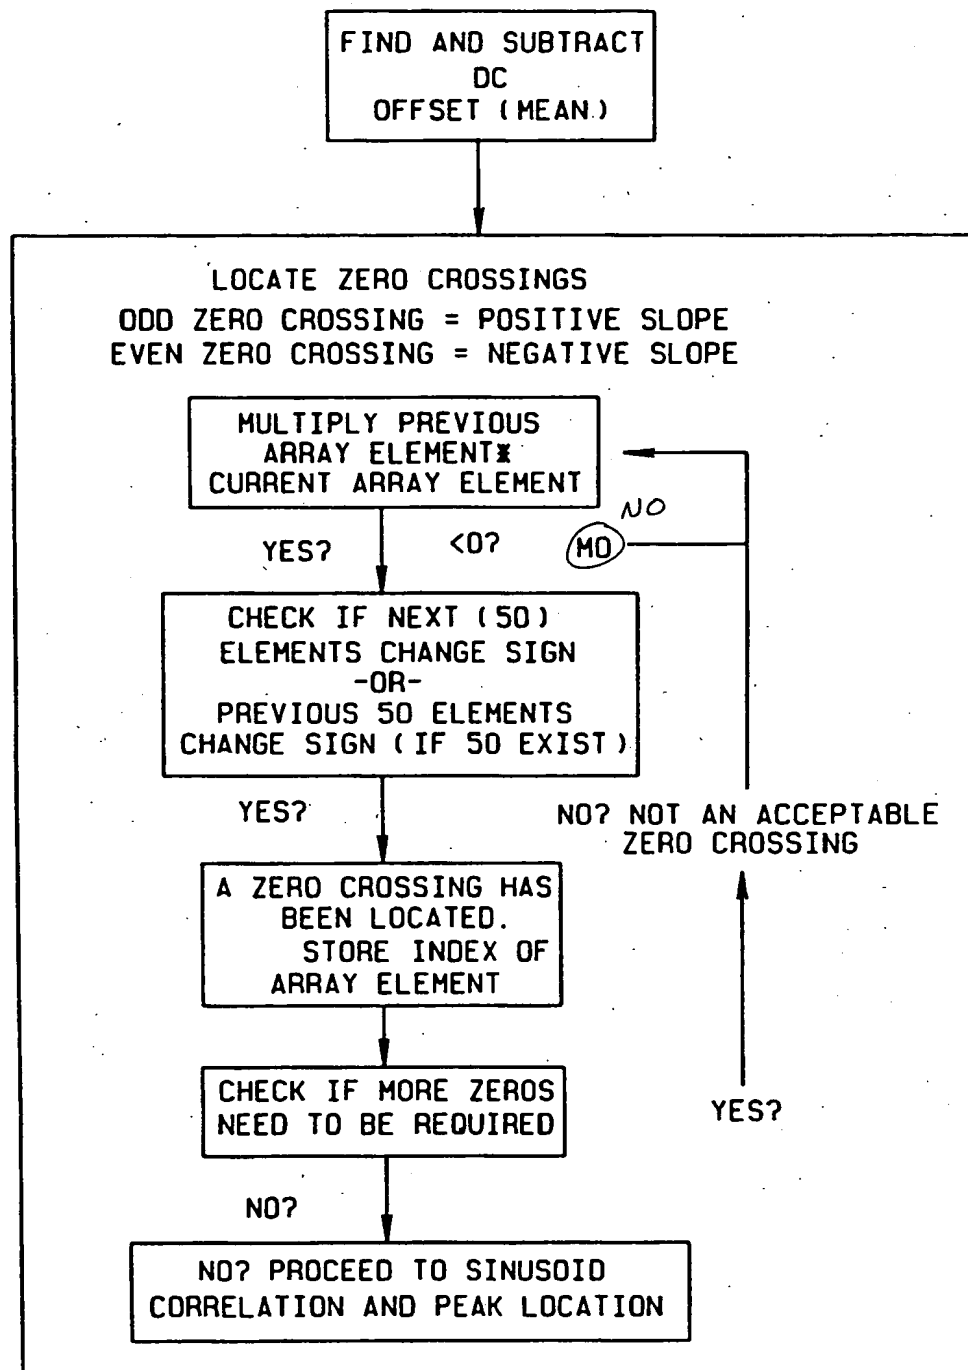 FIND AND SUBTRACT
DC
OFFSET (MEAN.)
LOCATE ZERO CROSSINGS
ODD ZERO CROSSING = POSITIVE SLOPE
EVEN ZERO CROSSING = NEGATIVE SLOPE
MULTIPLY PREVIOUS
ARRAY ELEMENT*
CURRENT ARRAY ELEMENT
NO
YES?
<0?
MO
CHECK IF NEXT (50)
ELEMENTS CHANGE SIGN
-OR-
PREVIOUS 50 ELEMENTS
CHANGE SIGN (IF 50 EXIST)
YES?
NO? NOT AN ACCEPTABLE
ZERO CROSSING
A ZERO CROSSING HAS
BEEN LOCATED.
STORE INDEX OF
ARRAY ELEMENT
CHECK IF MORE ZEROS
NEED TO BE REQUIRED
YES?
NO?
NO? PROCEED TO SINUSOID
CORRELATION AND PEAK LOCATION